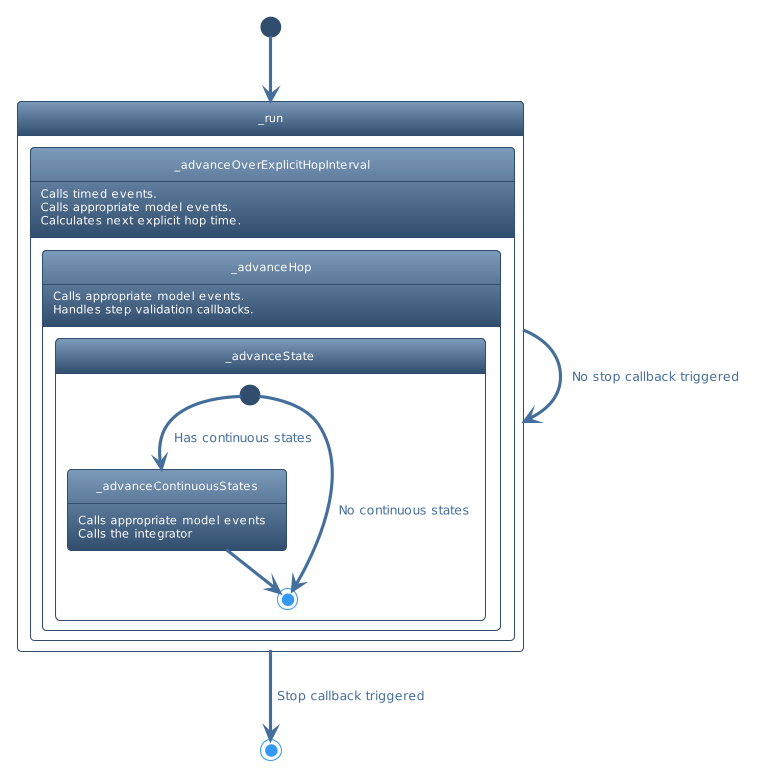 _run
_advanceOverExplicitHopInterval
Calls timed events.
Calls appropriate model events.
Calculates next explicit hop time.
_advanceHop
Calls appropriate model events.
Handles step validation callbacks.
_advanceState
No stop callback triggered
Has continuous states
_advanceContinuousStates
Calls appropriate model events
Calls the integrator
No continuous states
Stop callback triggered